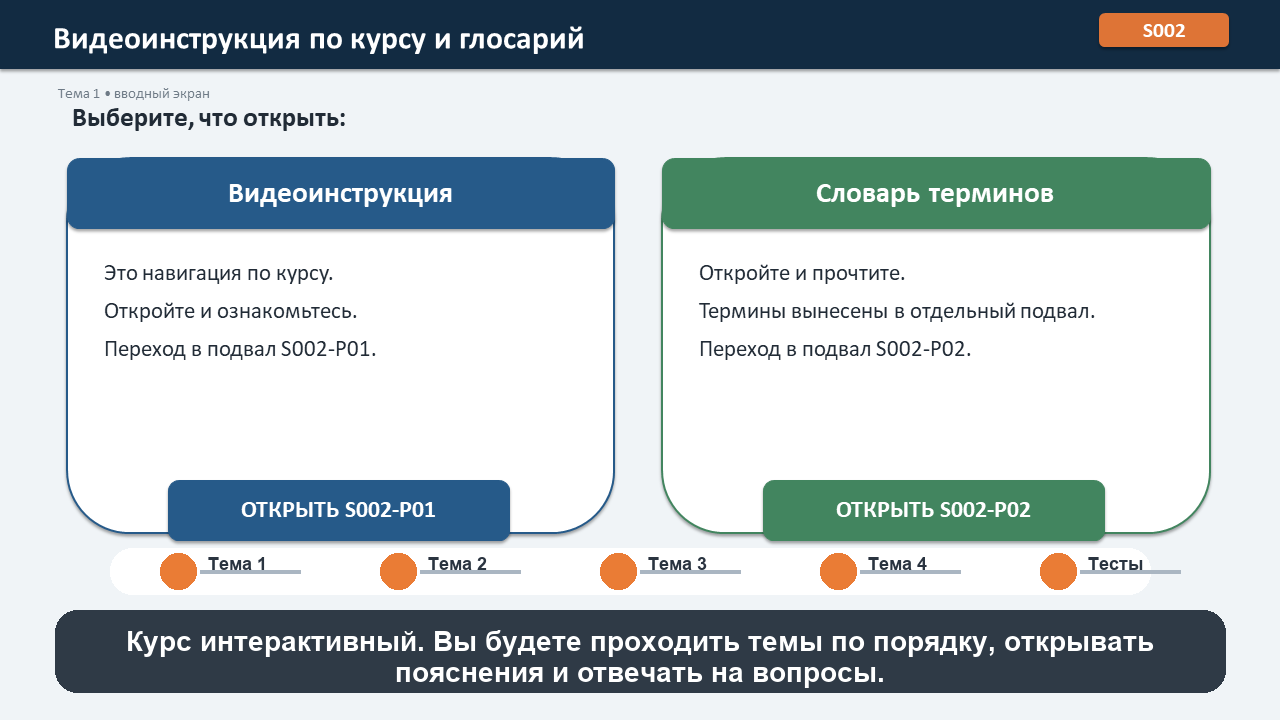 Видеоинструкция по курсу и глосарий
S002
Тема 1 • вводный экран
Выберите, что открыть:
Видеоинструкция
Это навигация по курсу.
Откройте и ознакомьтесь.
Переход в подвал S002-P01.
ОТКРЫТЬ S002-P01
Словарь терминов
Откройте и прочтите.
Термины вынесены в отдельный подвал.
Переход в подвал S002-P02.
ОТКРЫТЬ S002-P02
Тема 1
Тема 2
Тема 3
Тема 4
Тесты
Курс интерактивный. Вы будете проходить темы по порядку, открывать
пояснения и отвечать на вопросы.